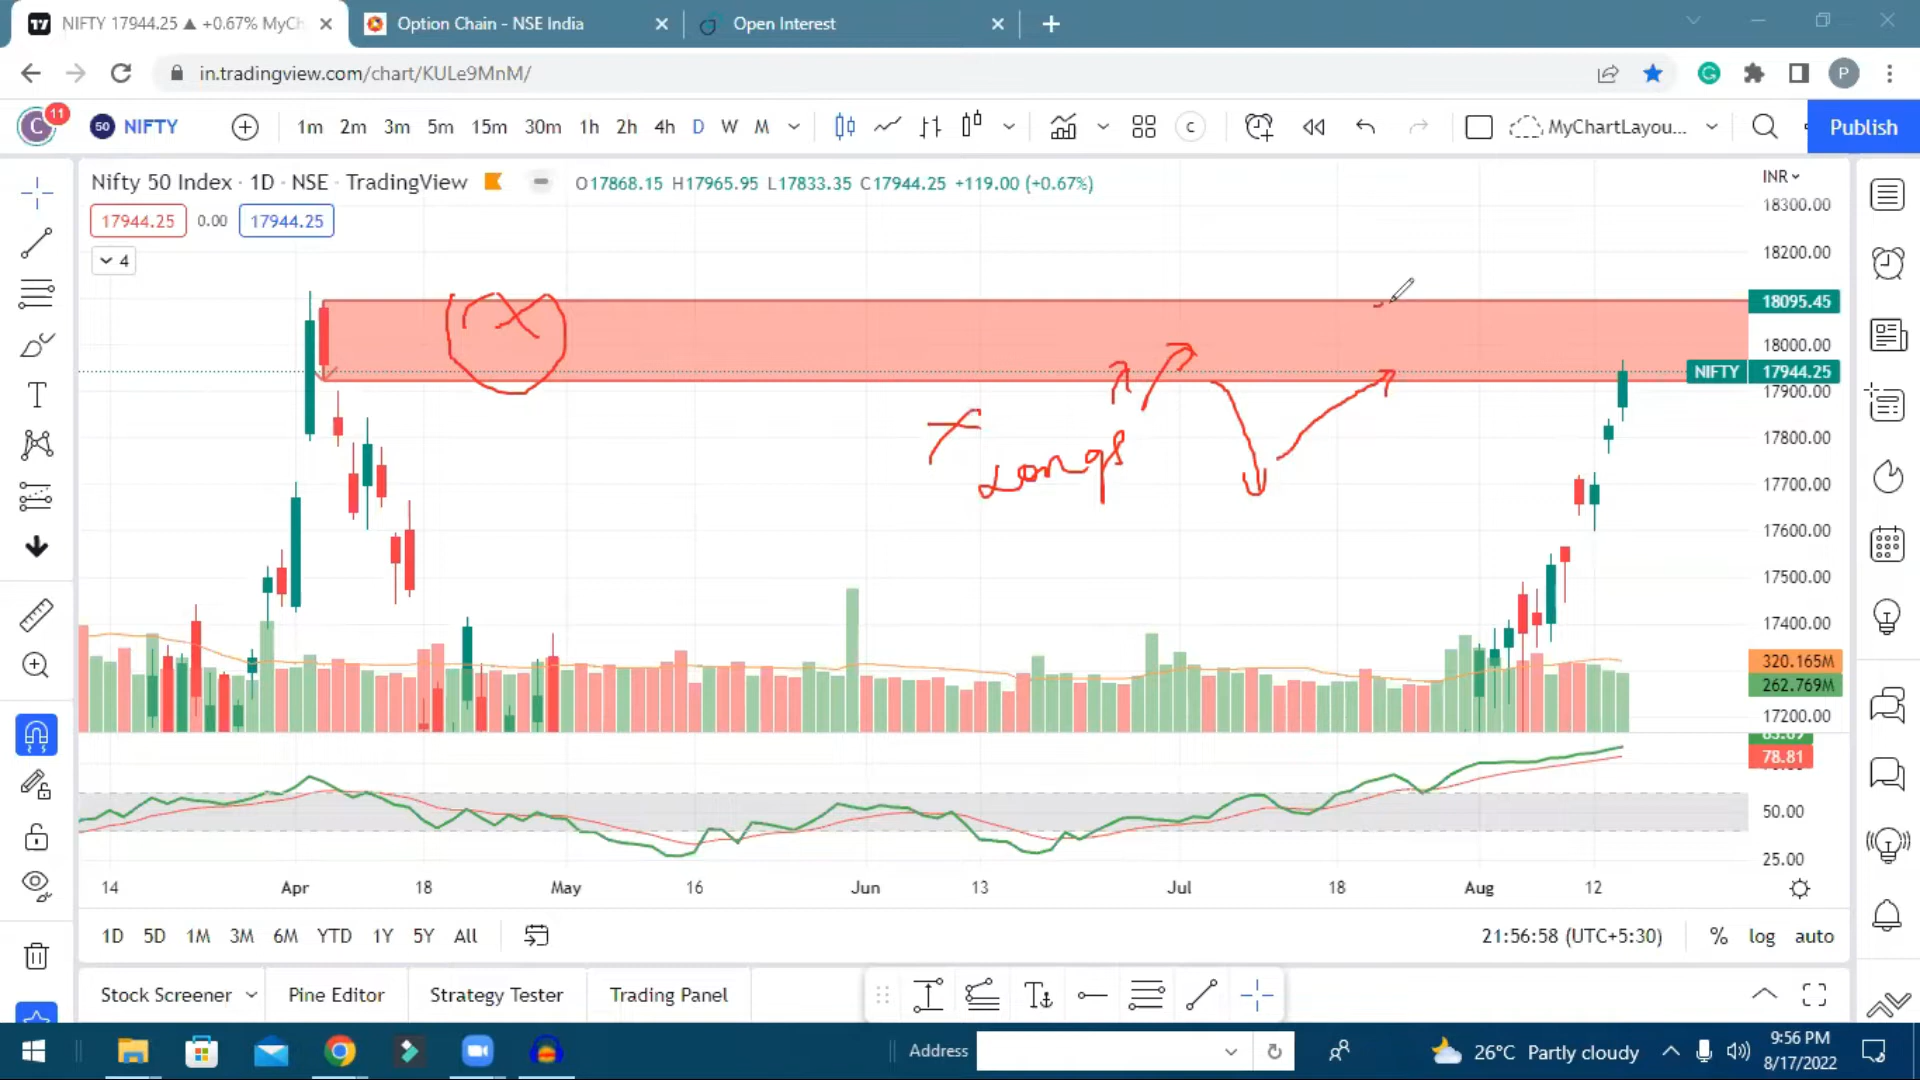 NIFTY 17944.25 ▲ +0.67% MyCh
Option Chain - NSE India
Open Interest
in.tradingview.com/chart/KULe9MnM/
P
C
11
50 NIFTY
1m 2m 3m 5m 15m 30m 1h 2h 4h D W M
C
MyChartLayou...
Publish
Nifty 50 Index · 1D · NSE · TradingView
O17868.15 H17965.95 L17833.35 C17944.25 +119.00 (+0.67%)
INR
17944.25 0.00 17944.25
4
18300.00
18200.00
18095.45
18000.00
NIFTY 17944.25
17900.00
17800.00
17700.00
17600.00
17500.00
17400.00
320.165M
262.769M
17200.00
78.81
50.00
25.00
Longs
14 Apr 18 May 16 Jun 13 Jul 18 Aug 12
1D 5D 1M 3M 6M YTD 1Y 5Y All
21:56:58 (UTC+5:30) % log auto
Stock Screener Pine Editor Strategy Tester Trading Panel
Address
26°C Partly cloudy
9:56 PM
8/17/2022